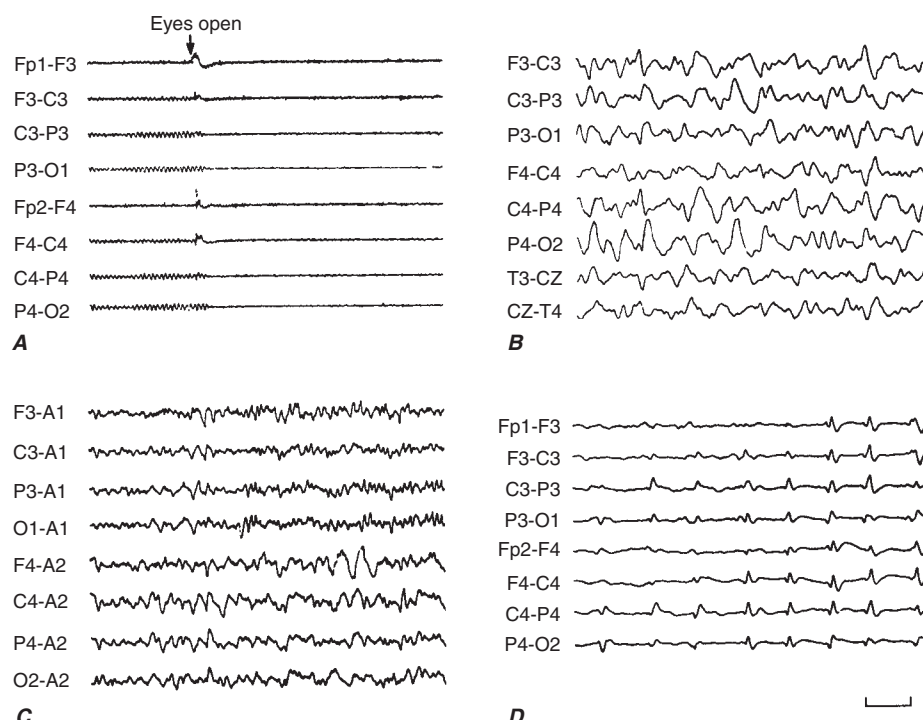 Eyes open
Fp1-F3
F3-C3
C3-P3
P3-O1
Fp2-F4
F4-C4
C4-P4
P4-O2
A
F3-C3
C3-P3
P3-O1
F4-C4
C4-P4
P4-O2
T3-CZ
CZ-T4
B
F3-A1
C3-A1
P3-A1
O1-A1
F4-A2
C4-A2
P4-A2
O2-A2
C
Fp1-F3
F3-C3
C3-P3
P3-O1
Fp2-F4
F4-C4
C4-P4
P4-O2
D